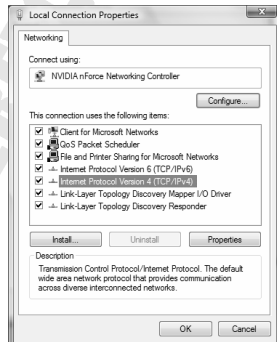 Local Connection Properties
Networking
Connect using:
NVIDIA nForce Networking Controller
Configure...
This connection uses the following items:
Client for Microsoft Networks
QoS Packet Scheduler
File and Printer Sharing for Microsoft Networks
Internet Protocol Version 6 (TCP/IPv6)
Internet Protocol Version 4 (TCP/IPv4)
Link-Layer Topology Discovery Mapper I/O Driver
Link-Layer Topology Discovery Responder
Install... Uninstall Properties
Description
Transmission Control Protocol/Internet Protocol. The default
wide area network protocol that provides communication
across diverse interconnected networks.
OK Cancel